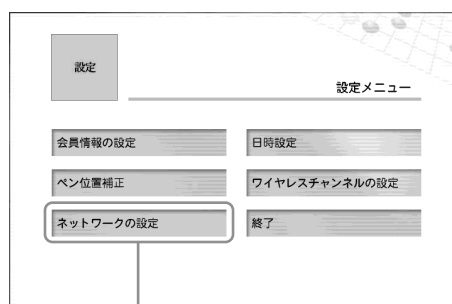 設定
設定メニュー
会員情報の設定
日時設定
ペン位置補正
ワイヤレスチャンネルの設定
ネットワークの設定
終了